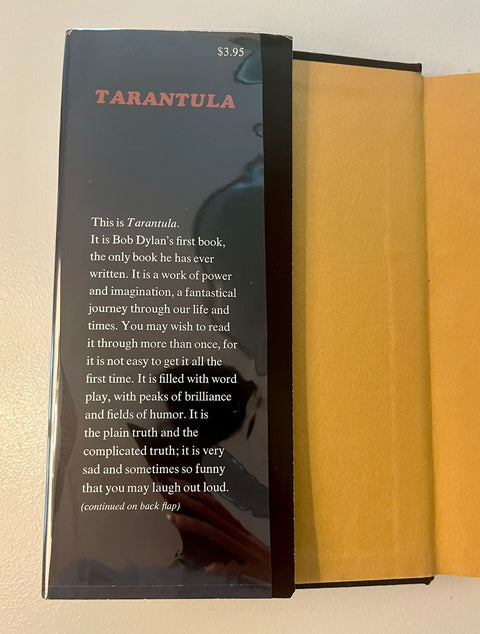 $3.95
TARANTULA
This is Tarantula.
It is Bob Dylan's first book,
the only book he has ever
written. It is a work of power
and imagination, a fantastical
journey through our life and
times. You may wish to read
it through more than once, for
it is not easy to get it all the
first time. It is filled with word
play, with peaks of brilliance
and fields of humor. It is
the plain truth and the
complicated truth; it is very
sad and sometimes so funny
that you may laugh out loud.
(continued on back flap)